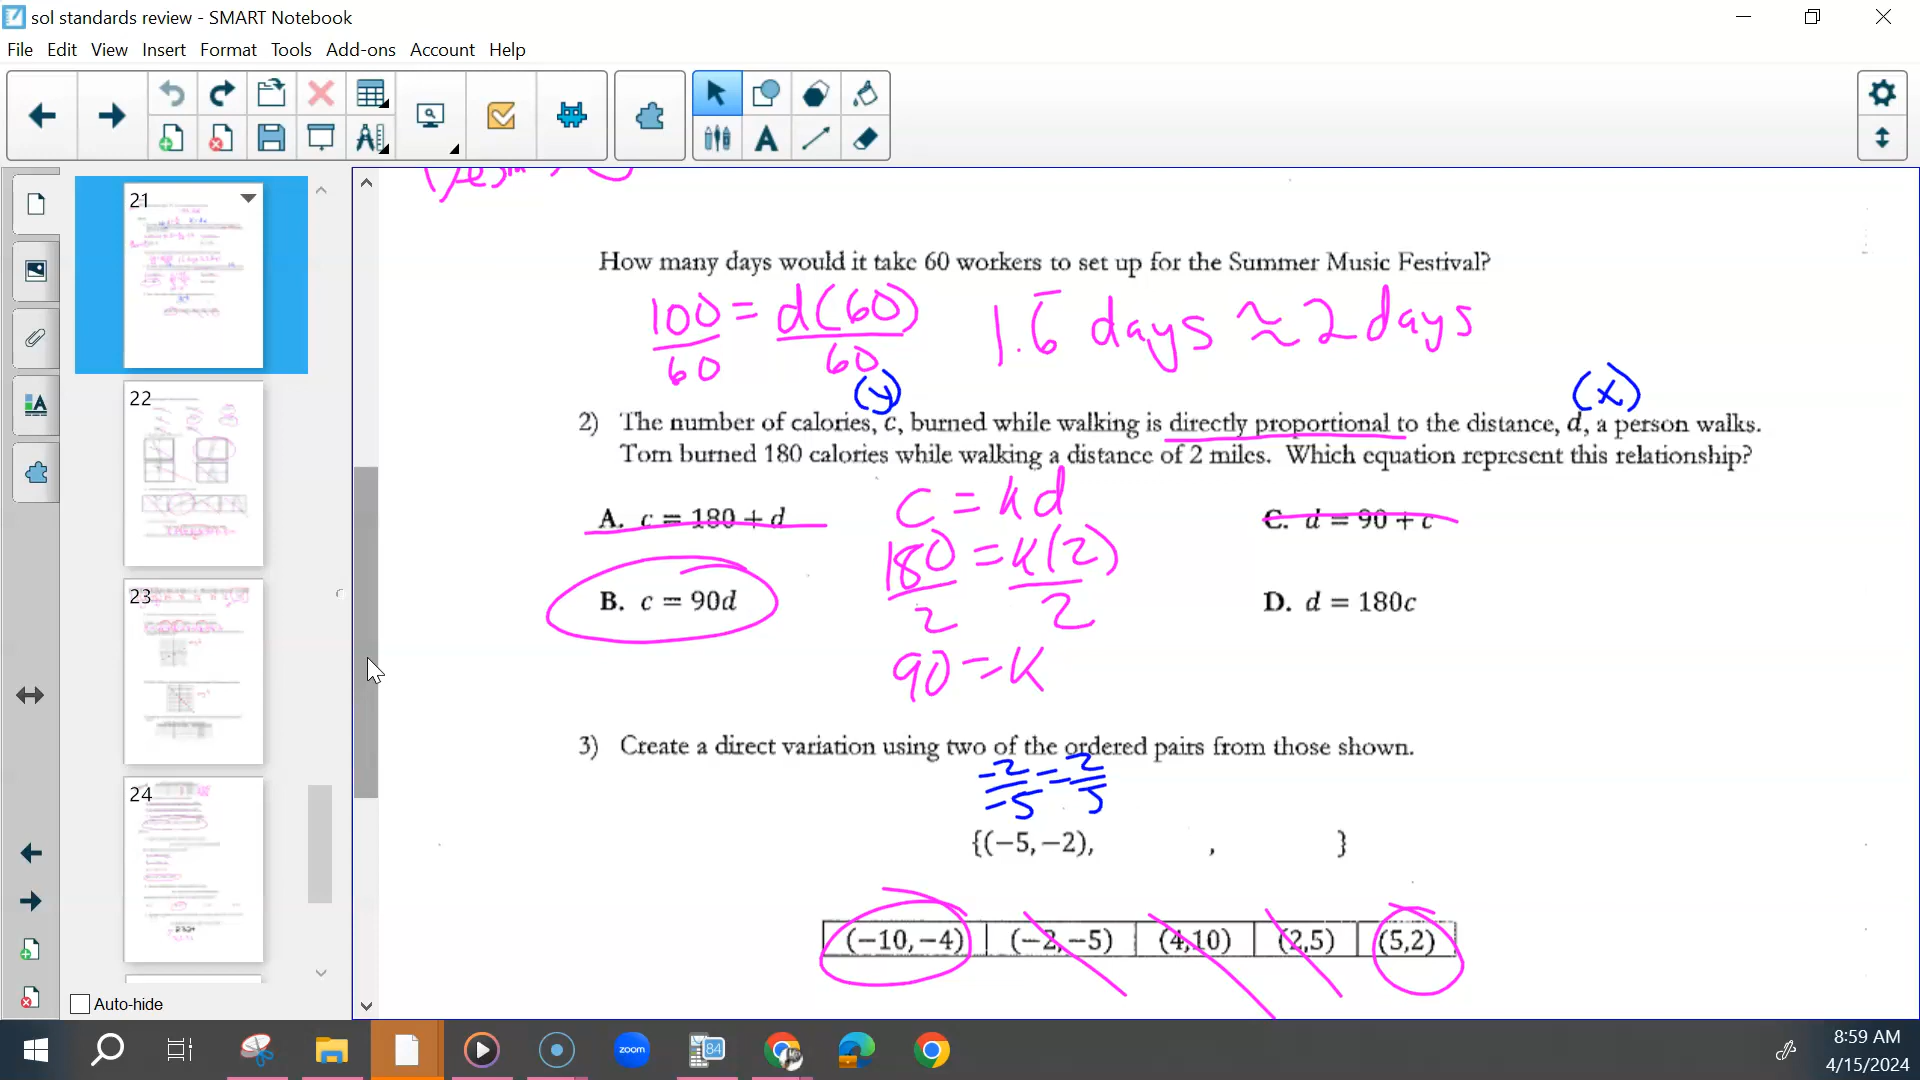 sol standards review - SMART Notebook
File Edit View Insert Format Tools Add-ons Account Help
21
22
23
24
Auto-hide
How many days would it take 60 workers to set up for the Summer Music Festival?
100 = d(60)
60 60
1.6̅ days ≈ 2 days
(y) (x)
2) The number of calories, c, burned while walking is directly proportional to the distance, d, a person walks.
Tom burned 180 calories while walking a distance of 2 miles. Which equation represent this relationship?
c = kd
A. c = 180 + d
C. d = 90 + c
180 = k(2)
2 2
B. c = 90d
D. d = 180c
90 = K
3) Create a direct variation using two of the ordered pairs from those shown.
-2/-5 = 2/5
{(−5,−2), , }
(−10,−4) (−2,−5) (4,10) (2,5) (5,2)
zoom
84
8:59 AM
4/15/2024